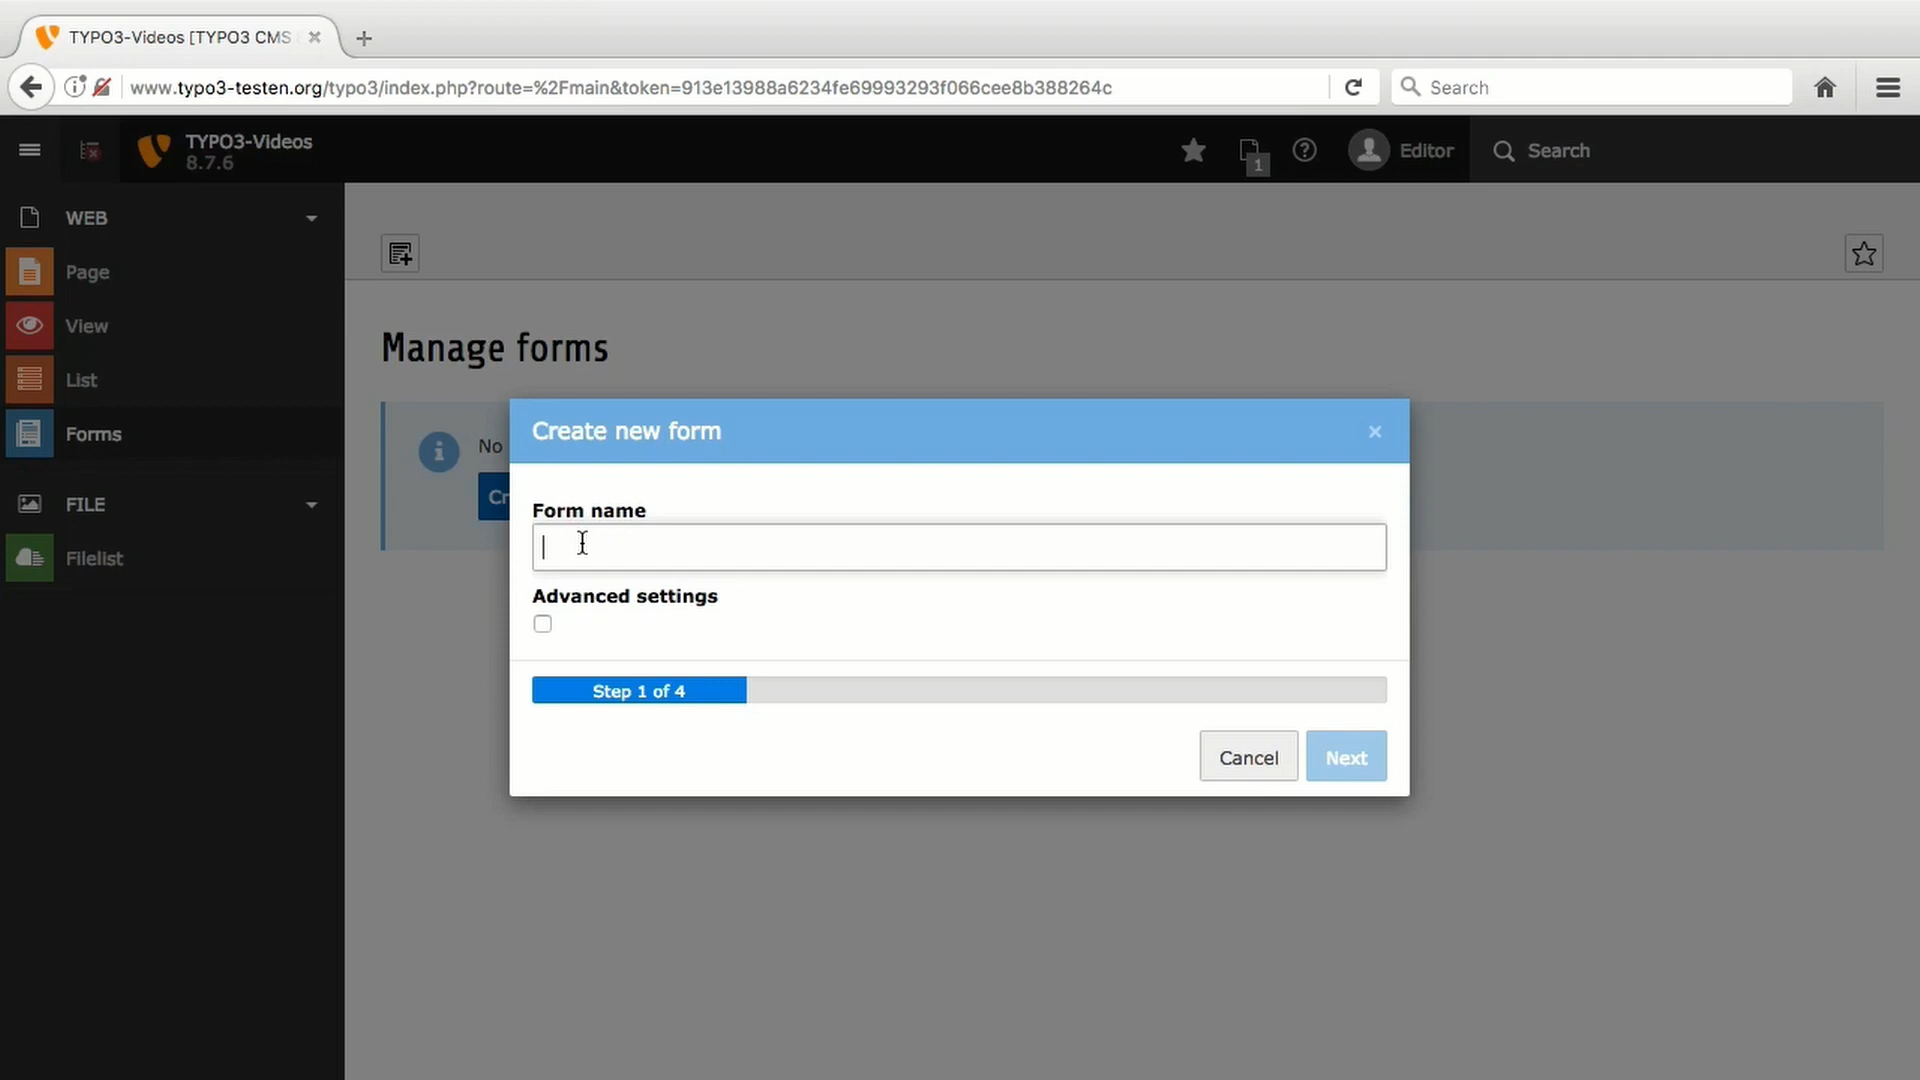 TYPO3-Videos [TYPO3 CMS
www.typo3-testen.org/typo3/index.php?route=%2Fmain&token=913e13988a6234fe69993293f066cee8b388264c
Search
TYPO3-Videos
8.7.6
1
Editor
Search
WEB
Page
View
List
Forms
FILE
Filelist
Manage forms
No
Cr
Create new form
Form name
Advanced settings
Step 1 of 4
Cancel
Next